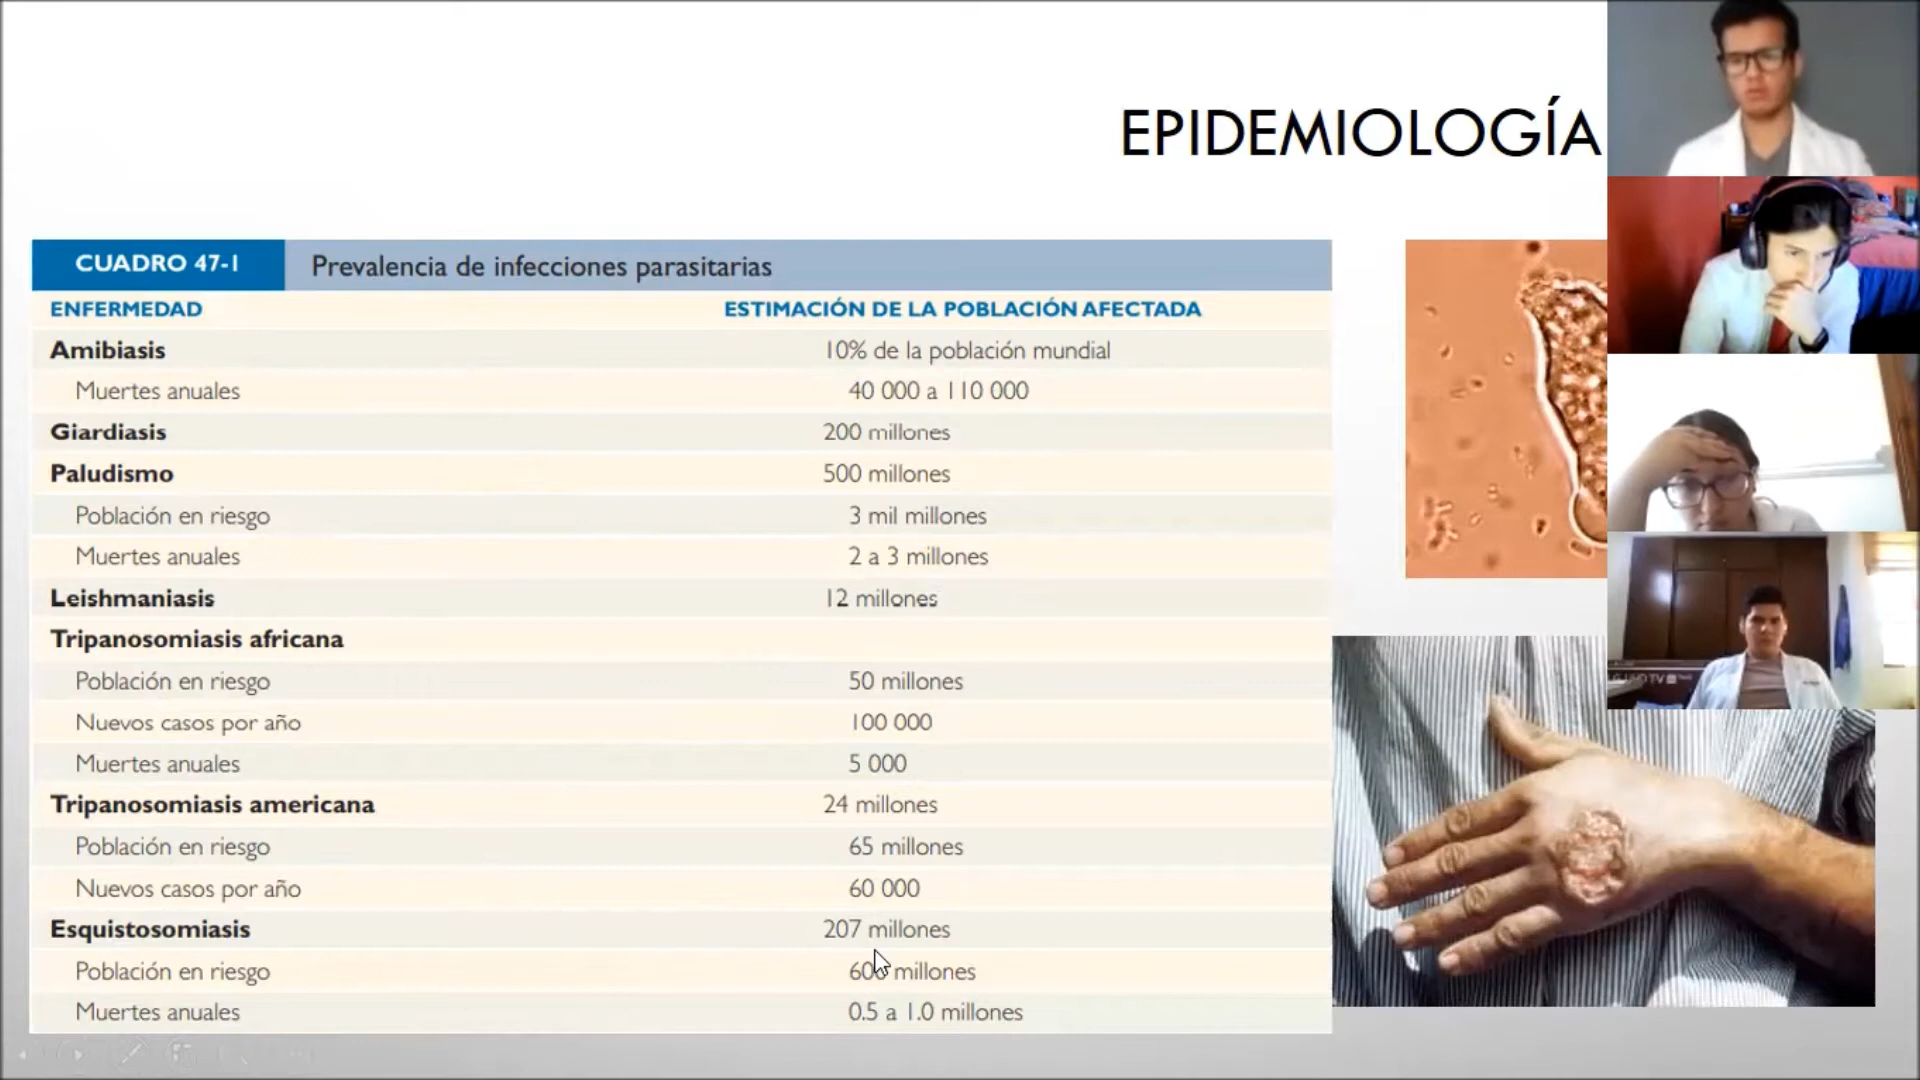 EPIDEMIOLOGÍA
CUADRO 47-1 Prevalencia de infecciones parasitarias
ENFERMEDAD ESTIMACIÓN DE LA POBLACIÓN AFECTADA
Amibiasis 10% de la población mundial
Muertes anuales 40 000 a 110 000
Giardiasis 200 millones
Paludismo 500 millones
Población en riesgo 3 mil millones
Muertes anuales 2 a 3 millones
Leishmaniasis 12 millones
Tripanosomiasis africana
Población en riesgo 50 millones
Nuevos casos por año 100 000
Muertes anuales 5 000
Tripanosomiasis americana 24 millones
Población en riesgo 65 millones
Nuevos casos por año 60 000
Esquistosomiasis 207 millones
Población en riesgo 600 millones
Muertes anuales 0.5 a 1.0 millones